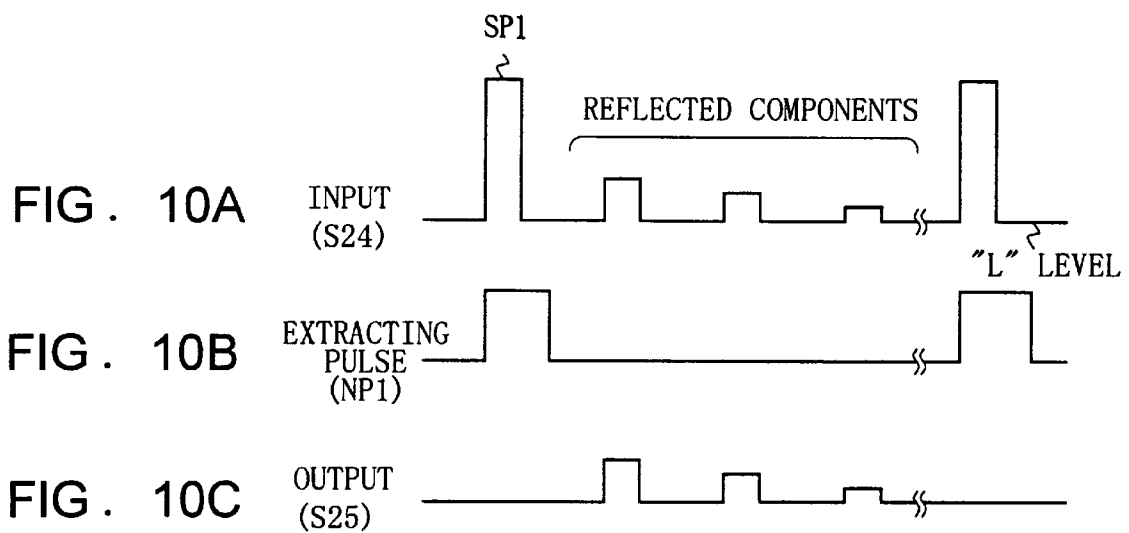 SP1
REFLECTED COMPONENTS
FIG. 10A
INPUT
(S24)
"L" LEVEL
FIG. 10B
EXTRACTING
PULSE
(NP1)
FIG. 10C
OUTPUT
(S25)